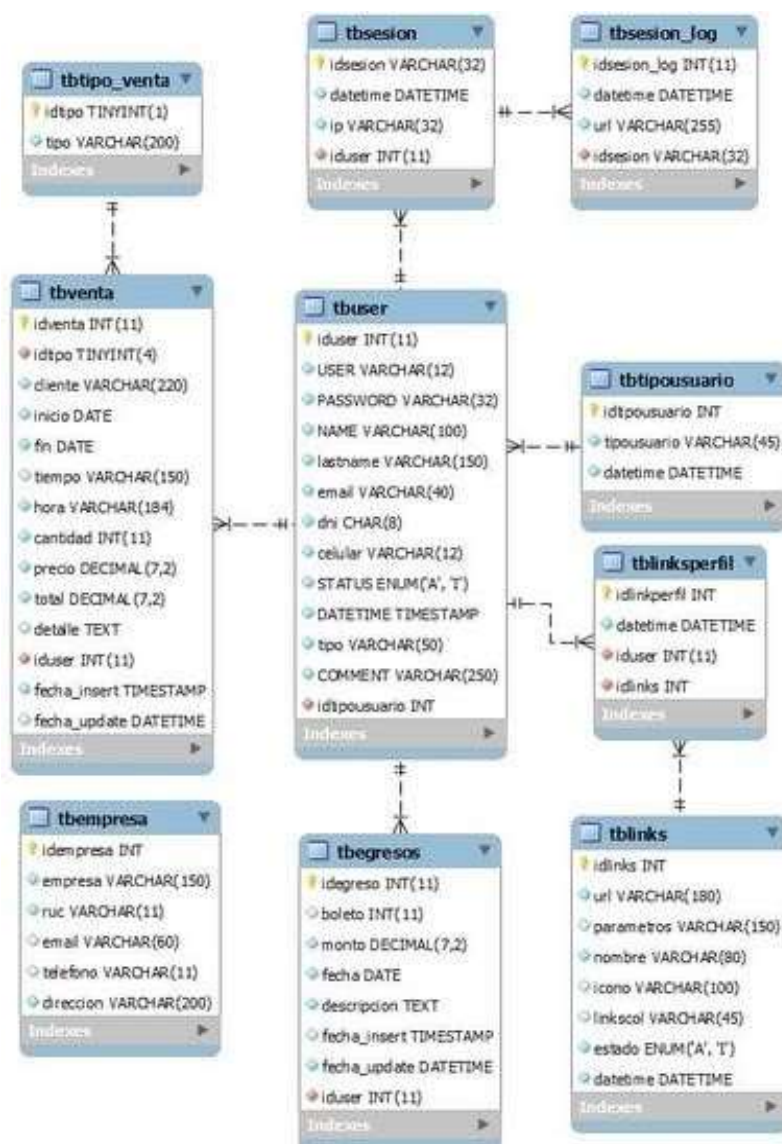 tbtipo_venta
idtipo TINYINT(1)
tipo VARCHAR(200)
Indexes
tbsesion
idsesion VARCHAR(32)
datetime DATETIME
ip VARCHAR(32)
iduser INT(11)
Indexes
tbsesion_log
idsesion_log INT(11)
datetime DATETIME
url VARCHAR(255)
idsesion VARCHAR(32)
Indexes
tbventa
idventa INT(11)
idtipo TINYINT(4)
cliente VARCHAR(220)
inicio DATE
fin DATE
tiempo VARCHAR(150)
hora VARCHAR(184)
cantidad INT(11)
precio DECIMAL(7,2)
total DECIMAL(7,2)
detalle TEXT
iduser INT(11)
fecha_insert TIMESTAMP
fecha_update DATETIME
Indexes
tbuser
iduser INT(11)
USER VARCHAR(12)
PASSWORD VARCHAR(32)
NAME VARCHAR(100)
lastname VARCHAR(150)
email VARCHAR(40)
dni CHAR(8)
celular VARCHAR(12)
STATUS ENUM('A', 'I')
DATETIME TIMESTAMP
tipo VARCHAR(50)
COMMENT VARCHAR(250)
idtipousuario INT
Indexes
tbtipousuario
idtipousuario INT
tipousuario VARCHAR(45)
datetime DATETIME
Indexes
tblinksperfil
idlinkperfil INT
datetime DATETIME
iduser INT(11)
idlinks INT
Indexes
tbempresa
idempresa INT
empresa VARCHAR(150)
ruc VARCHAR(11)
email VARCHAR(60)
telefono VARCHAR(11)
direccion VARCHAR(200)
Indexes
tbegresos
idegreso INT(11)
boleto INT(11)
monto DECIMAL(7,2)
fecha DATE
descripcion TEXT
fecha_insert TIMESTAMP
fecha_update DATETIME
iduser INT(11)
Indexes
tblinks
idlinks INT
url VARCHAR(180)
parametros VARCHAR(150)
nombre VARCHAR(80)
icono VARCHAR(100)
linkscol VARCHAR(45)
estado ENUM('A', 'I')
datetime DATETIME
Indexes